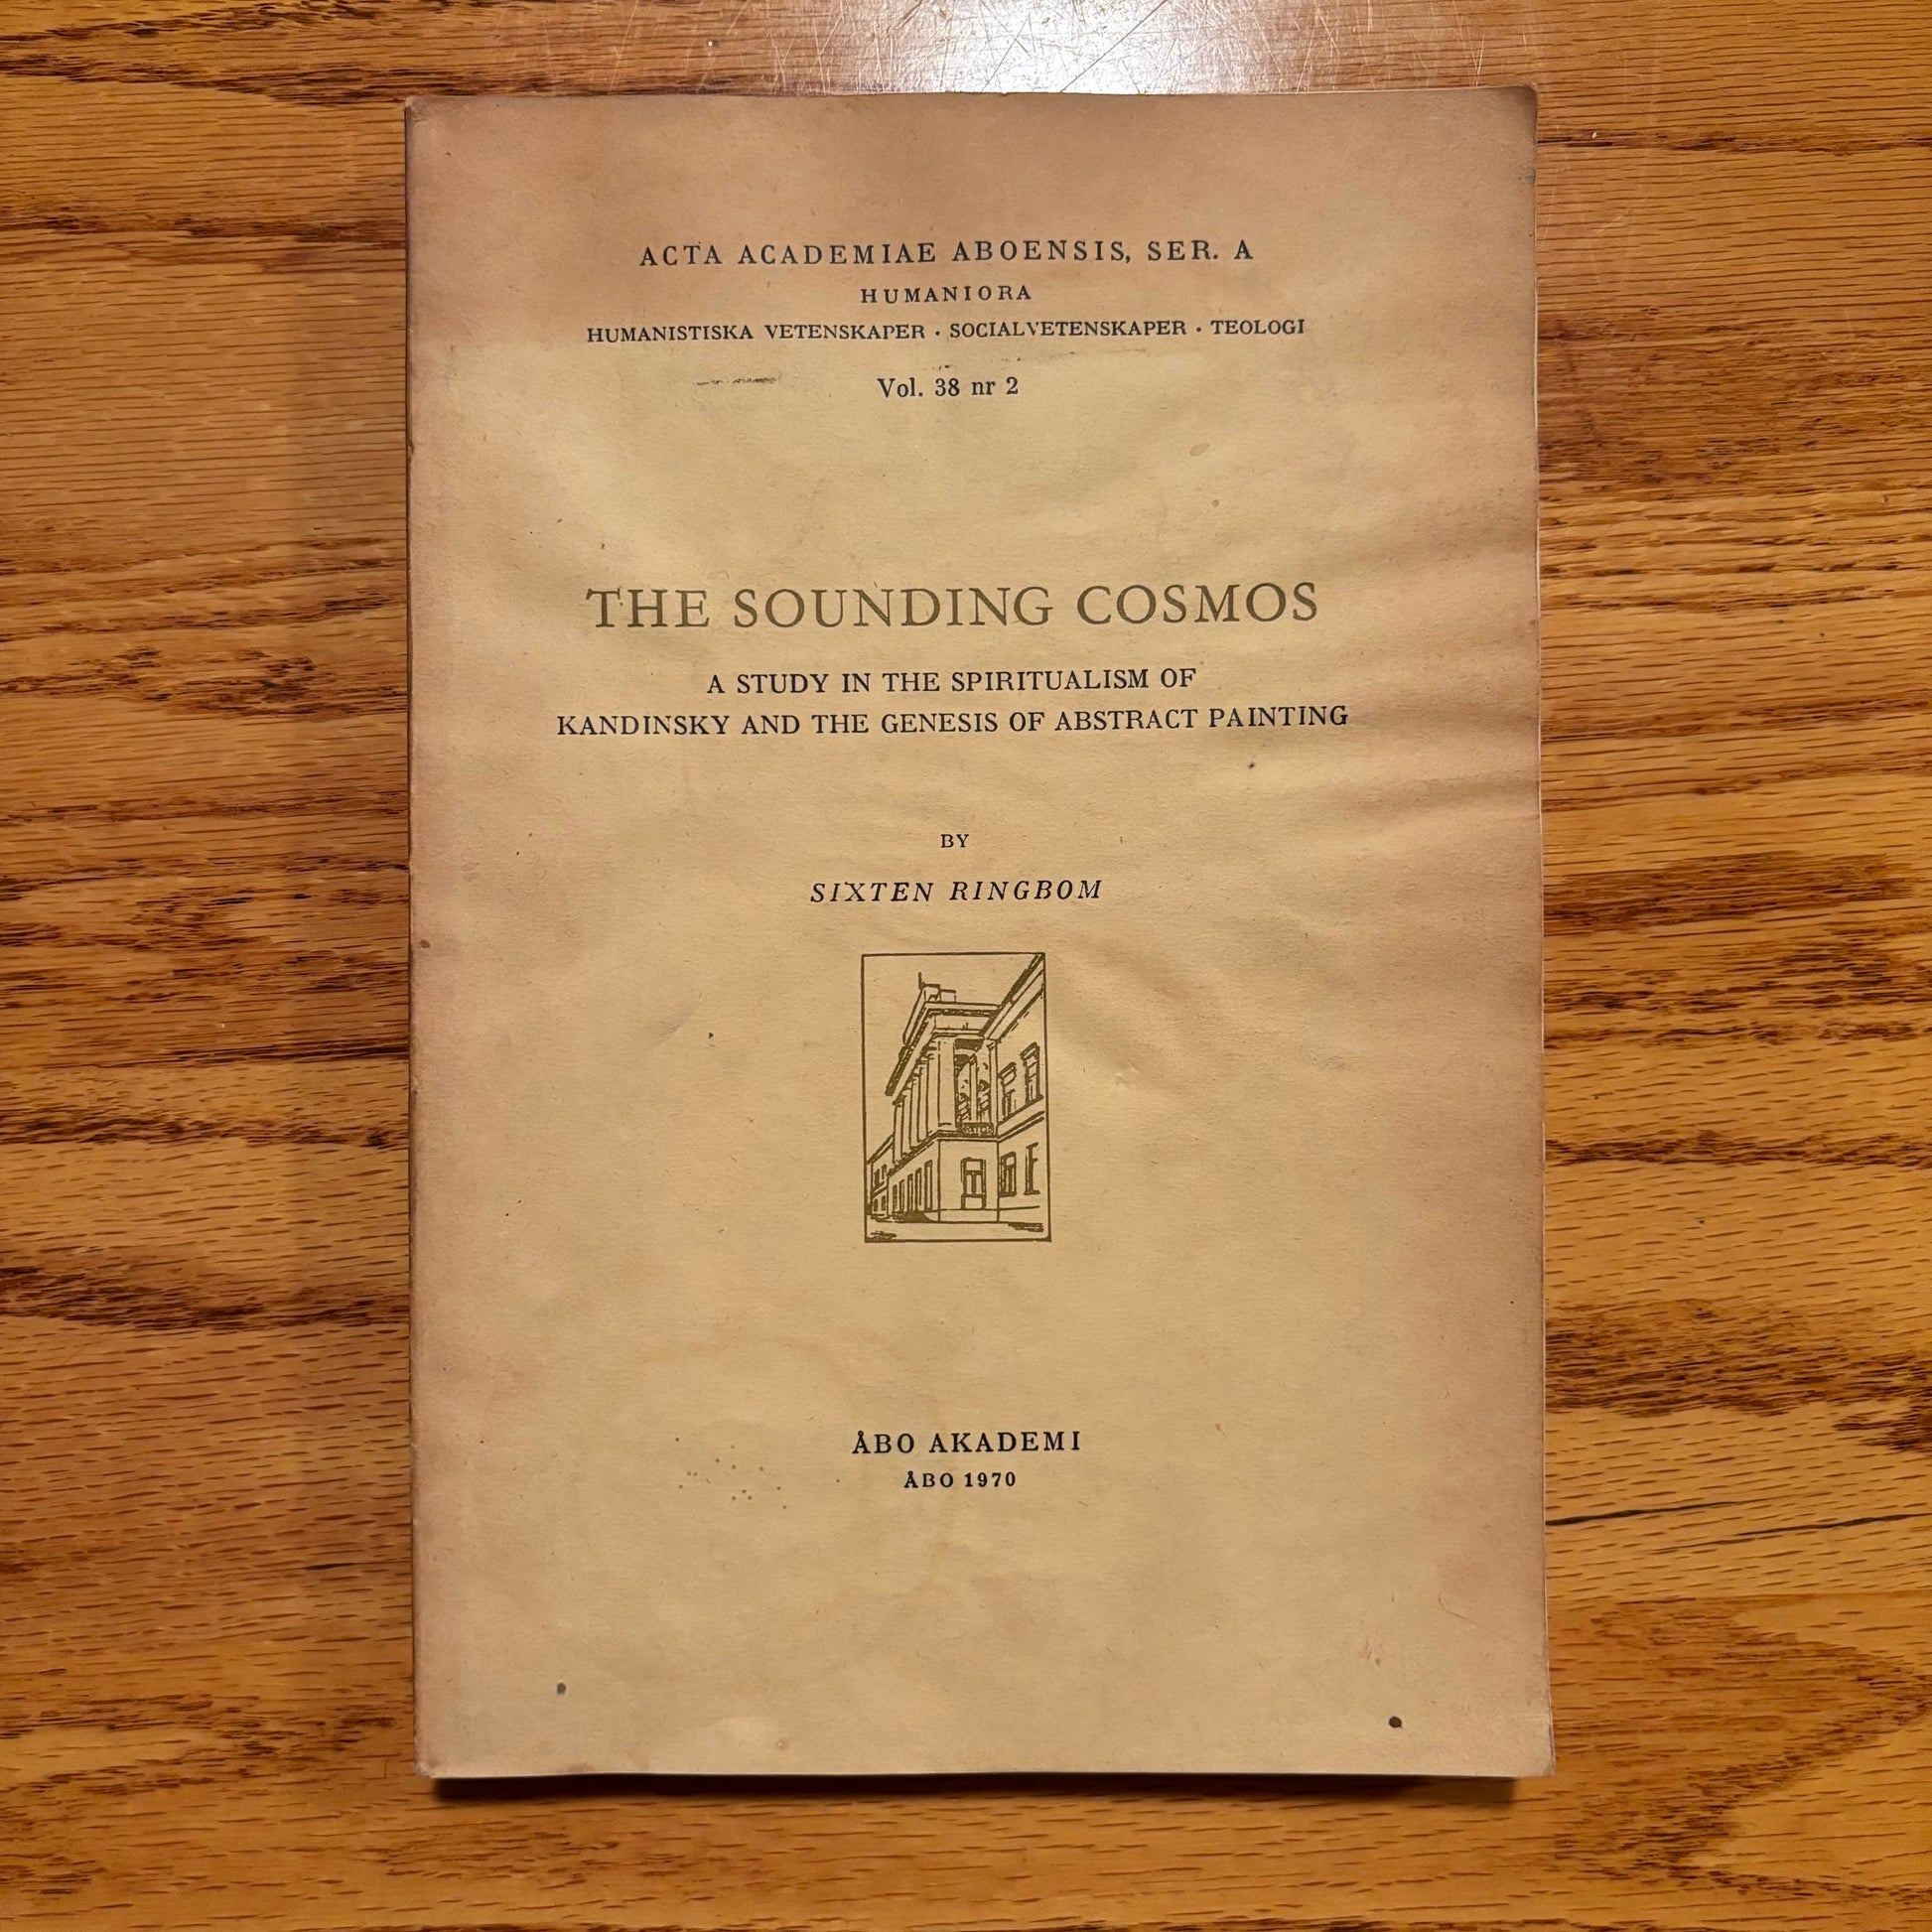 ACTA ACADEMIAE ABOENSIS, SER. A
HUMANIORA
HUMANISTISKA VETENSKAPER · SOCIALVETENSKAPER · TEOLOGI
Vol. 38 nr 2
THE SOUNDING COSMOS
A STUDY IN THE SPIRITUALISM OF
KANDINSKY AND THE GENESIS OF ABSTRACT PAINTING
BY
SIXTEN RINGBOM
ÅBO AKADEMI
ÅBO 1970